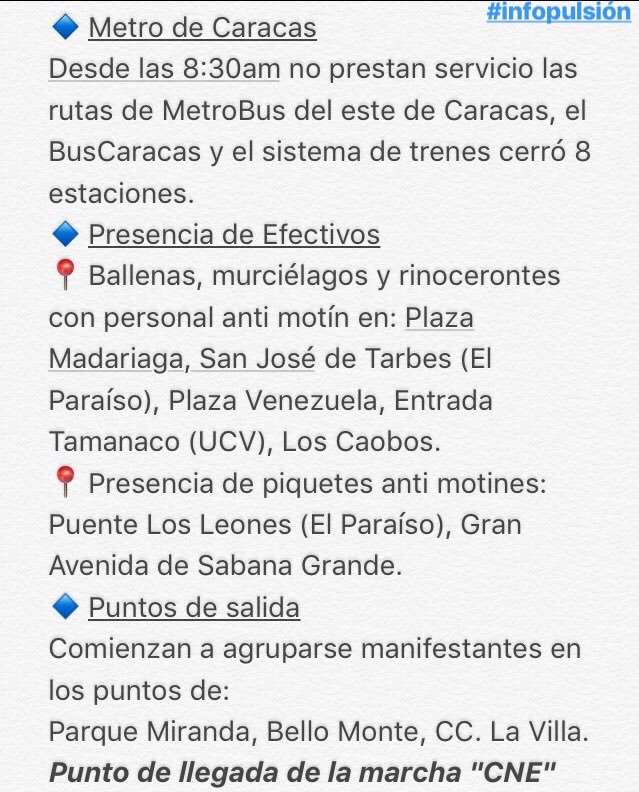 #infopulsión
🔷 Metro de Caracas
Desde las 8:30am no prestan servicio las
rutas de MetroBus del este de Caracas, el
BusCaracas y el sistema de trenes cerró 8
estaciones.
🔷 Presencia de Efectivos
📍 Ballenas, murciélagos y rinocerontes
con personal anti motín en: Plaza
Madariaga, San José de Tarbes (El
Paraíso), Plaza Venezuela, Entrada
Tamanaco (UCV), Los Caobos.
📍 Presencia de piquetes anti motines:
Puente Los Leones (El Paraíso), Gran
Avenida de Sabana Grande.
🔷 Puntos de salida
Comienzan a agruparse manifestantes en
los puntos de:
Parque Miranda, Bello Monte, CC. La Villa.
Punto de llegada de la marcha "CNE"